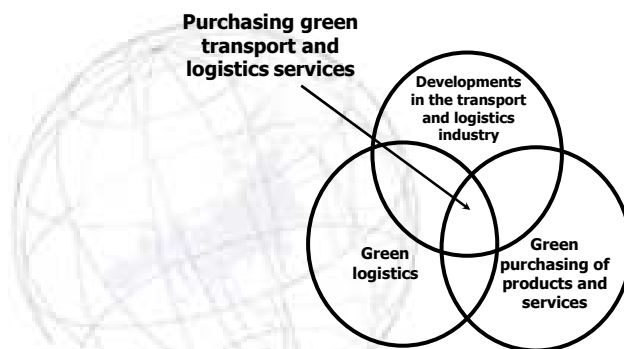 Purchasing green
transport and
logistics services
Developments
in the transport
and logistics
industry
Green
logistics
Green
purchasing of
products and
services